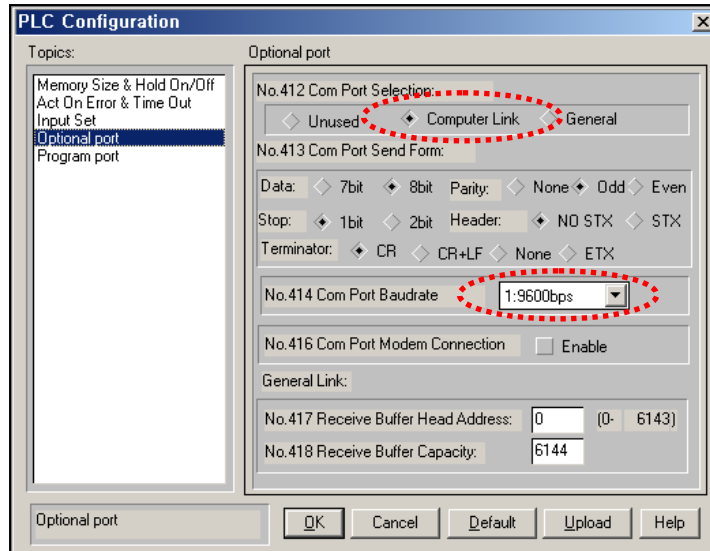 PLC Configuration
Topics:
Memory Size & Hold On/Off
Act On Error & Time Out
Input Set
Optional port
Program port
Optional port
No.412 Com Port Selection:
Unused Computer Link General
No.413 Com Port Send Form:
Data: 7bit 8bit Parity: None Odd Even
Stop: 1bit 2bit Header: NO STX STX
Terminator: CR CR+LF None ETX
No.414 Com Port Baudrate 1:9600bps
No.416 Com Port Modem Connection Enable
General Link:
No.417 Receive Buffer Head Address: 0 (0- 6143)
No.418 Receive Buffer Capacity: 6144
Optional port
OK Cancel Default Upload Help